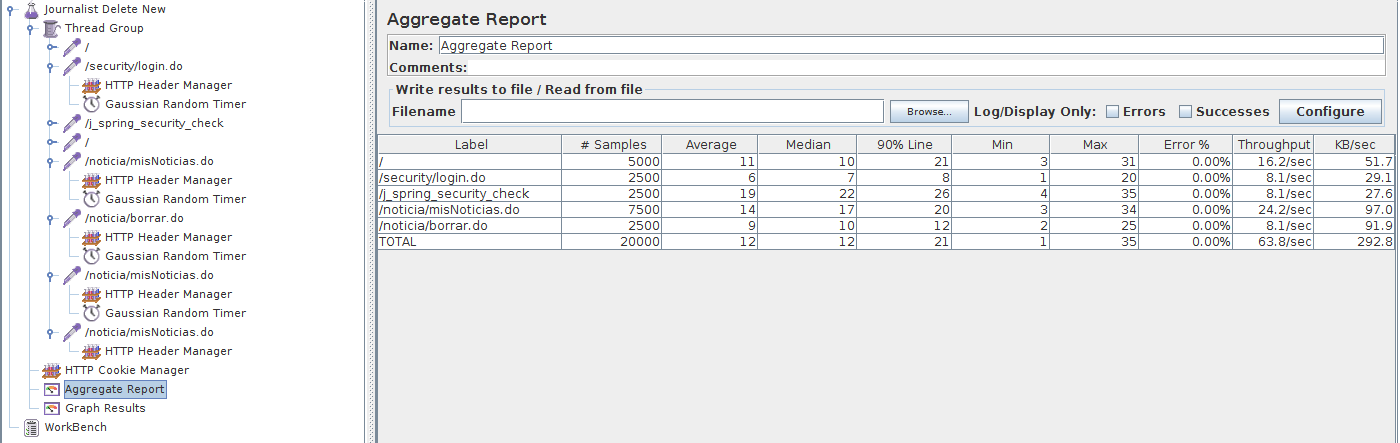 Journalist Delete New
Thread Group
/
/security/login.do
HTTP Header Manager
Gaussian Random Timer
/j_spring_security_check
/
/noticia/misNoticias.do
HTTP Header Manager
Gaussian Random Timer
/noticia/borrar.do
HTTP Header Manager
Gaussian Random Timer
/noticia/misNoticias.do
HTTP Header Manager
Gaussian Random Timer
/noticia/misNoticias.do
HTTP Header Manager
HTTP Cookie Manager
Aggregate Report
Graph Results
WorkBench
Aggregate Report
Name: Aggregate Report
Comments:
Write results to file / Read from file
Filename Browse... Log/Display Only: Errors Successes Configure
Label # Samples Average Median 90% Line Min Max Error % Throughput KB/sec
/ 5000 11 10 21 3 31 0.00% 16.2/sec 51.7
/security/login.do 2500 6 7 8 1 20 0.00% 8.1/sec 29.1
/j_spring_security_check 2500 19 22 26 4 35 0.00% 8.1/sec 27.6
/noticia/misNoticias.do 7500 14 17 20 3 34 0.00% 24.2/sec 97.0
/noticia/borrar.do 2500 9 10 12 2 25 0.00% 8.1/sec 91.9
TOTAL 20000 12 12 21 1 35 0.00% 63.8/sec 292.8